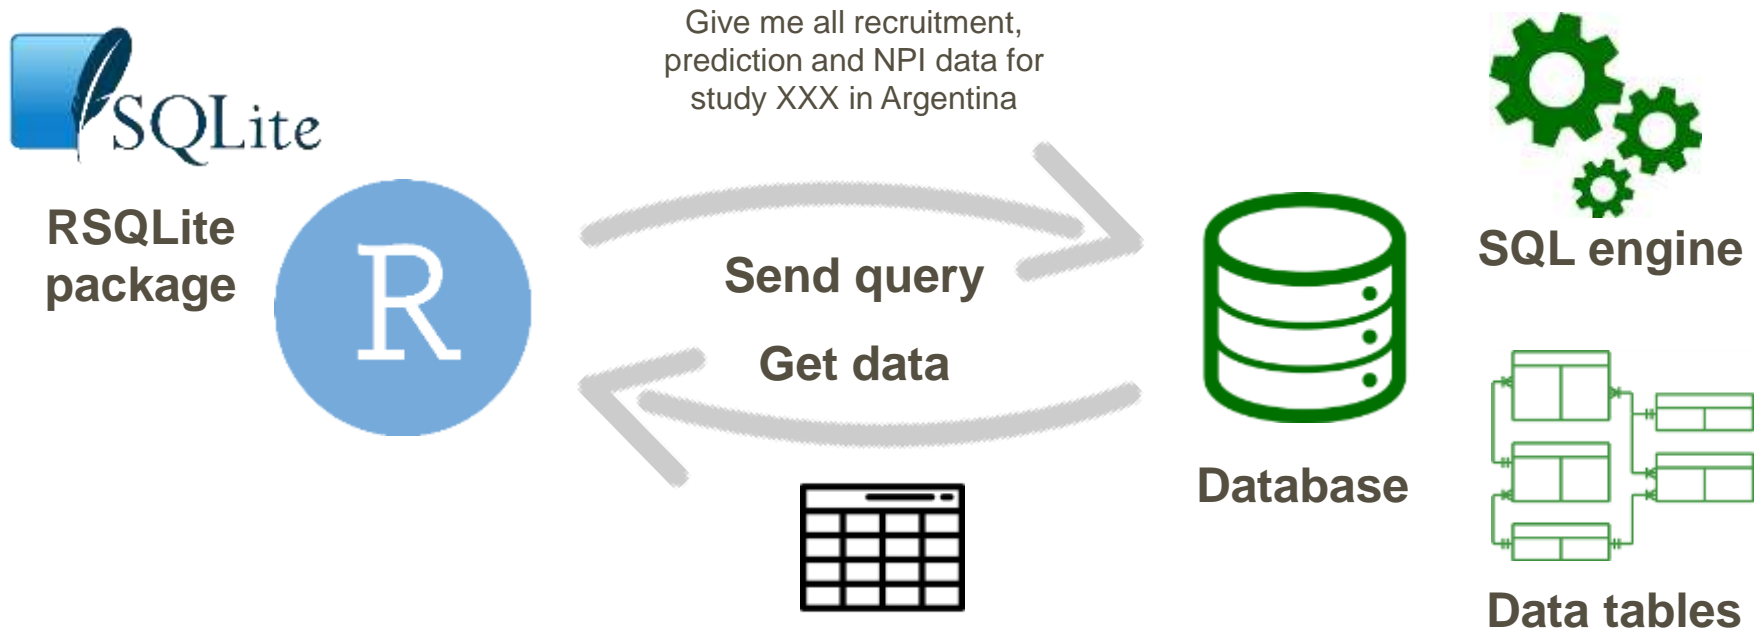 SQLite
RSQLite
package
R
Give me all recruitment,
prediction and NPI data for
study XXX in Argentina
Send query
Get data
Database
SQL engine
Data tables